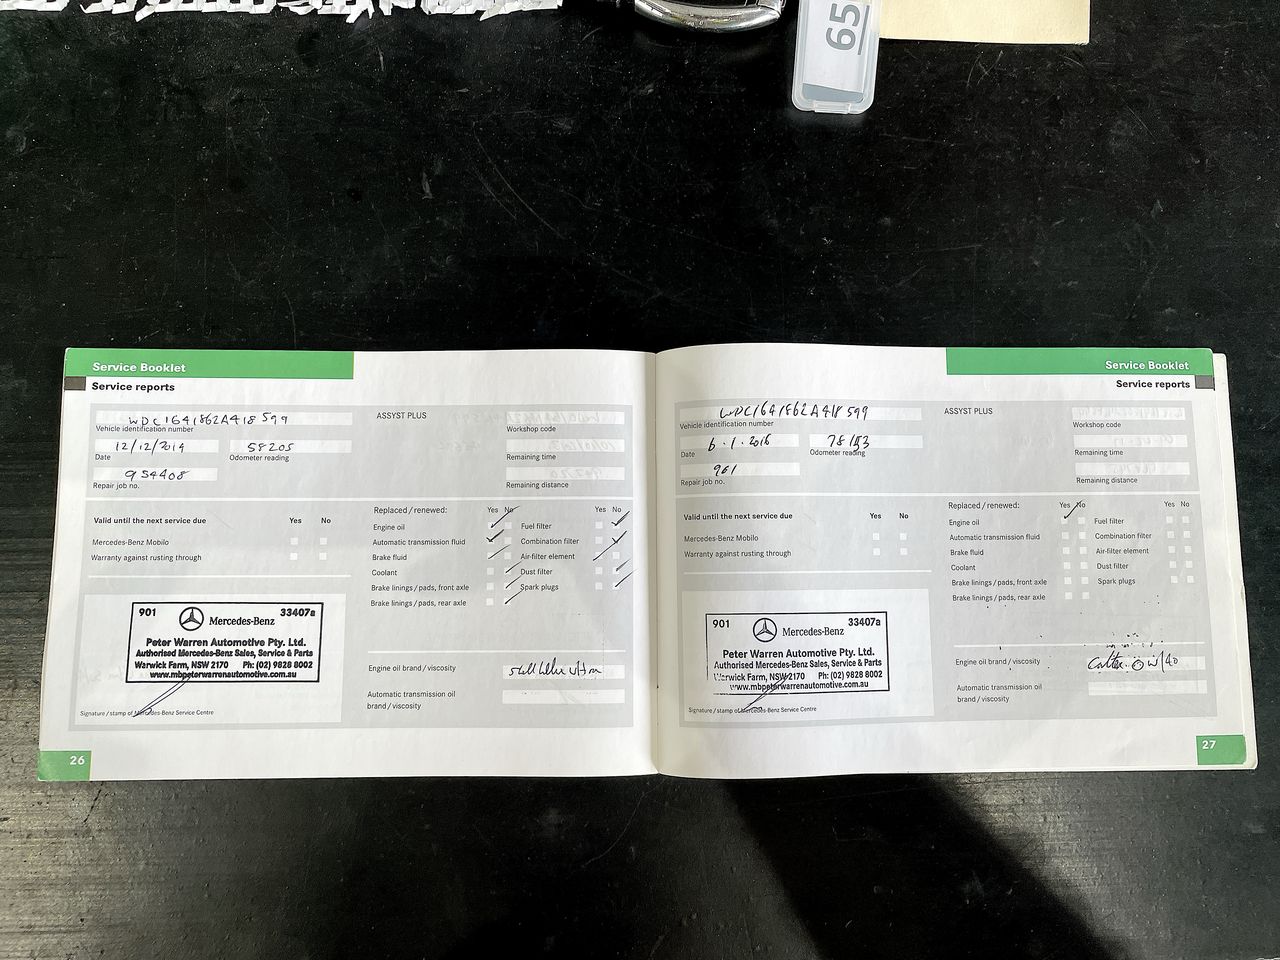 65
Service Booklet
Service reports
WDC1641862A418599
Vehicle identification number
12/12/2014
Date
58205
Odometer reading
954408
Repair job no.
ASSYST PLUS
Workshop code
Remaining time
Remaining distance
Valid until the next service due
Yes No
Mercedes-Benz Mobilo
Warranty against rusting through
Replaced / renewed:
Yes No
Engine oil
Automatic transmission fluid
Brake fluid
Coolant
Brake linings / pads, front axle
Brake linings / pads, rear axle
Yes No
Fuel filter
Combination filter
Air-filter element
Dust filter
Spark plugs
901 Mercedes-Benz 33407a
Peter Warren Automotive Pty. Ltd.
Authorised Mercedes-Benz Sales, Service & Parts
Warwick Farm, NSW 2170 Ph: (02) 9828 8002
www.mbpeterwarrenautomotive.com.au
Signature / stamp of Mercedes-Benz Service Centre
Engine oil brand / viscosity
Automatic transmission oil
brand / viscosity
26
Service Booklet
Service reports
WDC1641862A418599
Vehicle identification number
6.1.2016
Date
Odometer reading
961
Repair job no.
ASSYST PLUS
Workshop code
Remaining time
Remaining distance
Valid until the next service due
Yes No
Mercedes-Benz Mobilo
Warranty against rusting through
Replaced / renewed:
Yes No
Engine oil
Automatic transmission fluid
Brake fluid
Coolant
Brake linings / pads, front axle
Brake linings / pads, rear axle
Yes No
Fuel filter
Combination filter
Air-filter element
Dust filter
Spark plugs
901 Mercedes-Benz 33407a
Peter Warren Automotive Pty. Ltd.
Authorised Mercedes-Benz Sales, Service & Parts
Warwick Farm, NSW 2170 Ph: (02) 9828 8002
www.mbpeterwarrenautomotive.com.au
Signature / stamp of Mercedes-Benz Service Centre
Engine oil brand / viscosity
Automatic transmission oil
brand / viscosity
27